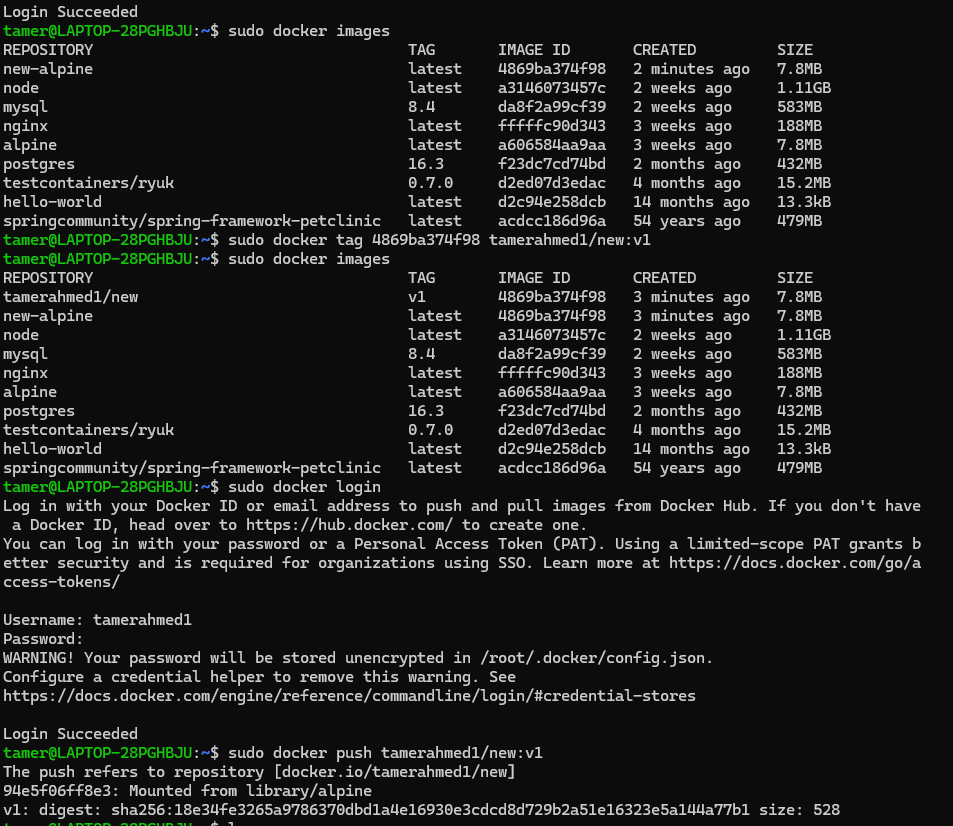 Login Succeeded
tamer@LAPTOP-28PGHBJU:~$ sudo docker images
REPOSITORY TAG IMAGE ID CREATED SIZE
new-alpine latest 4869ba374f98 2 minutes ago 7.8MB
node latest a3146073457c 2 weeks ago 1.11GB
mysql 8.4 da8f2a99cf39 2 weeks ago 583MB
nginx latest fffffc90d343 3 weeks ago 188MB
alpine latest a606584aa9aa 3 weeks ago 7.8MB
postgres 16.3 f23dc7cd74bd 2 months ago 432MB
testcontainers/ryuk 0.7.0 d2ed07d3edac 4 months ago 15.2MB
hello-world latest d2c94e258dcb 14 months ago 13.3kB
springcommunity/spring-framework-petclinic latest acdcc186d96a 54 years ago 479MB
tamer@LAPTOP-28PGHBJU:~$ sudo docker tag 4869ba374f98 tamerahmed1/new:v1
tamer@LAPTOP-28PGHBJU:~$ sudo docker images
REPOSITORY TAG IMAGE ID CREATED SIZE
tamerahmed1/new v1 4869ba374f98 3 minutes ago 7.8MB
new-alpine latest 4869ba374f98 3 minutes ago 7.8MB
node latest a3146073457c 2 weeks ago 1.11GB
mysql 8.4 da8f2a99cf39 2 weeks ago 583MB
nginx latest fffffc90d343 3 weeks ago 188MB
alpine latest a606584aa9aa 3 weeks ago 7.8MB
postgres 16.3 f23dc7cd74bd 2 months ago 432MB
testcontainers/ryuk 0.7.0 d2ed07d3edac 4 months ago 15.2MB
hello-world latest d2c94e258dcb 14 months ago 13.3kB
springcommunity/spring-framework-petclinic latest acdcc186d96a 54 years ago 479MB
tamer@LAPTOP-28PGHBJU:~$ sudo docker login
Log in with your Docker ID or email address to push and pull images from Docker Hub. If you don't have
 a Docker ID, head over to https://hub.docker.com/ to create one.
You can log in with your password or a Personal Access Token (PAT). Using a limited-scope PAT grants b
etter security and is required for organizations using SSO. Learn more at https://docs.docker.com/go/a
ccess-tokens/
Username: tamerahmed1
Password:
WARNING! Your password will be stored unencrypted in /root/.docker/config.json.
Configure a credential helper to remove this warning. See
https://docs.docker.com/engine/reference/commandline/login/#credential-stores
Login Succeeded
tamer@LAPTOP-28PGHBJU:~$ sudo docker push tamerahmed1/new:v1
The push refers to repository [docker.io/tamerahmed1/new]
94e5f06ff8e3: Mounted from library/alpine
v1: digest: sha256:18e34fe3265a9786370dbd1a4e16930e3cdcd8d729b2a51e16323e5a144a77b1 size: 528